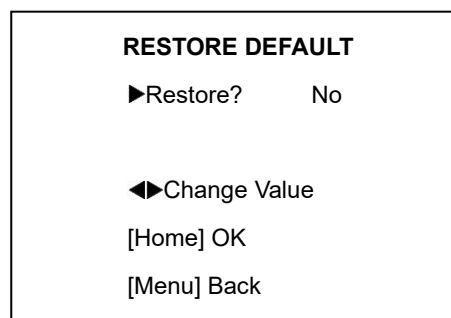 RESTORE DEFAULT
▶Restore? No
◀▶Change Value
[Home] OK
[Menu] Back